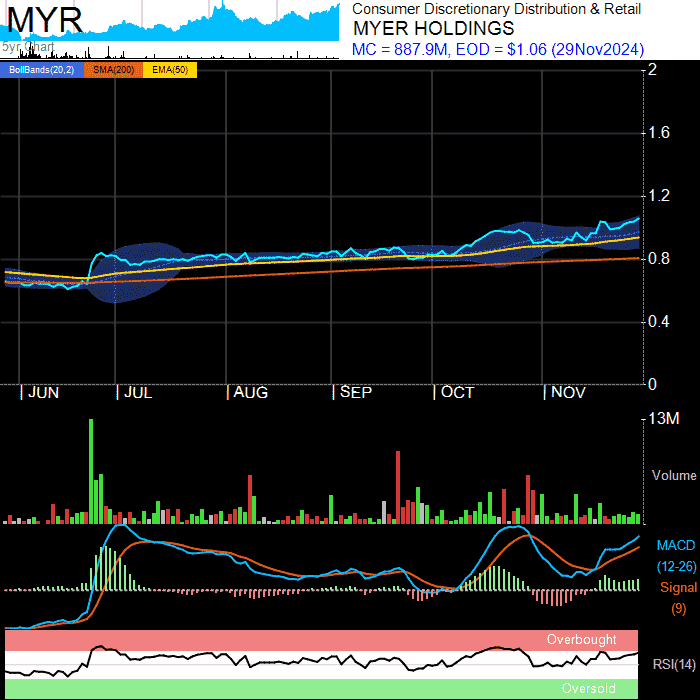 MYR
5yr Chart
Consumer Discretionary Distribution & Retail
MYER HOLDINGS
MC = 887.9M, EOD = $1.06 (29Nov2024)
BollBands(20,2) SMA(200) EMA(50)
2
1.6
1.2
0.8
0.4
0
JUN JUL AUG SEP OCT NOV
13M
Volume
MACD
(12-26)
Signal
(9)
Overbought
RSI(14)
Oversold